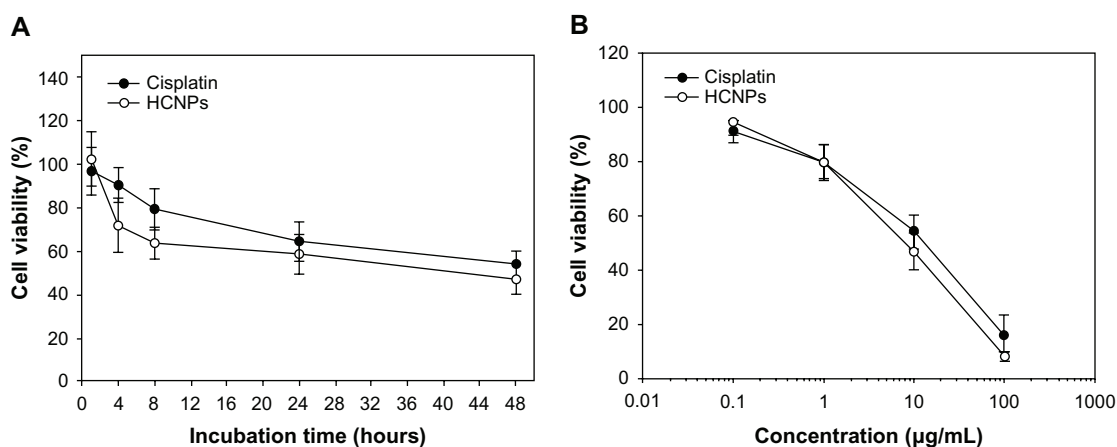 A
Cisplatin
HCNPs
Cell viability (%)
140
120
100
80
60
40
20
0
0 4 8 12 16 20 24 28 32 36 40 44 48
Incubation time (hours)
B
Cisplatin
HCNPs
Cell viability (%)
120
100
80
60
40
20
0
0.01 0.1 1 10 100 1000
Concentration (µg/mL)